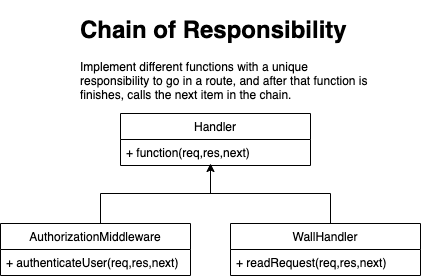 Chain of Responsibility
Implement different functions with a unique
responsibility to go in a route, and after that function is
finishes, calls the next item in the chain.
Handler
+ function(req,res,next)
AuthorizationMiddleware
+ authenticateUser(req,res,next)
WallHandler
+ readRequest(req,res,next)